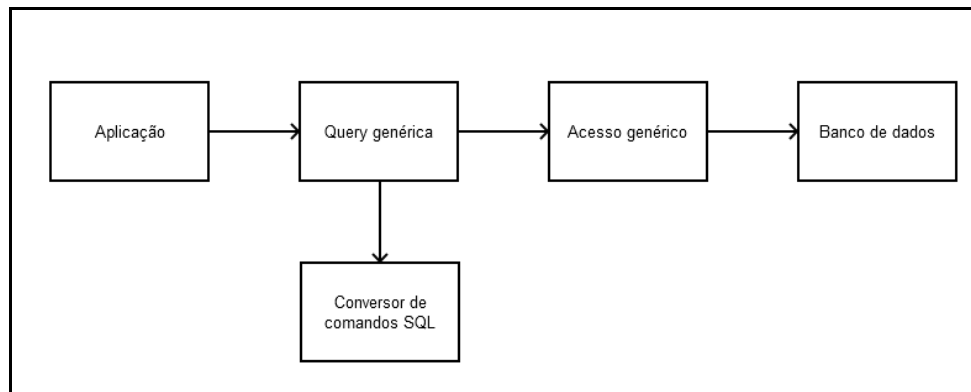 Aplicação
Query genérica
Acesso genérico
Banco de dados
Conversor de
comandos SQL